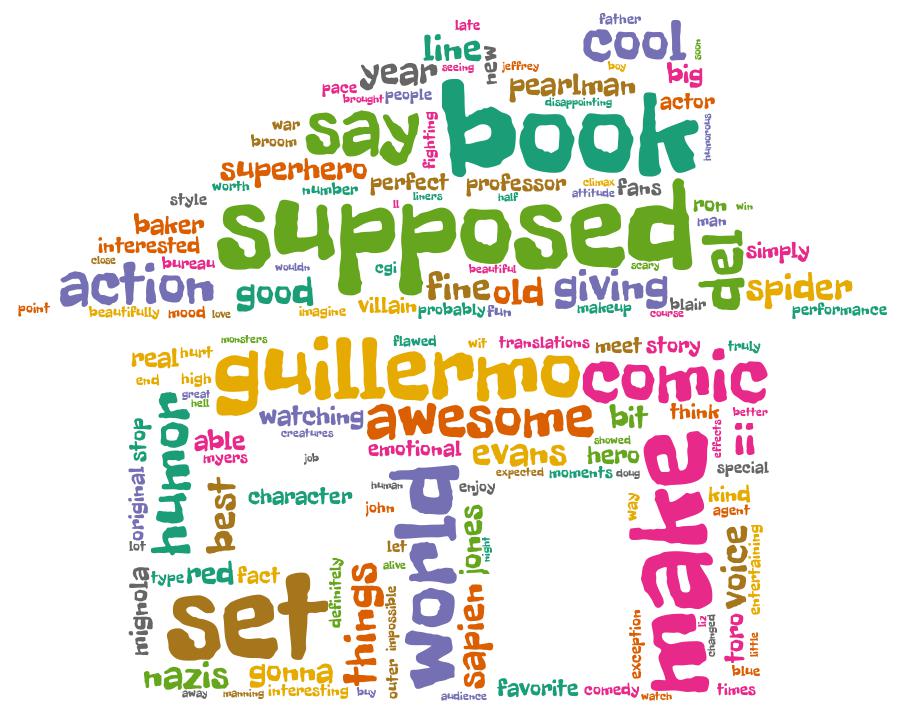 late
father
line
cool
new
soon
year
seeing
jeffrey
boy
big
pace
brought
people
book
pearlman
disappointing
actor
war
say
fighting
humorous
broom
superhero
worth
number
perfect
professor
climax
attitude
fans
style
ll
liners
half
supposed
ron
win
man
baker
interested
close
bureau
wouldn
cgi
beautiful
scary
del
simply
action
good
fine
old
giving
blair
spider
point
beautifully
mood
love
imagine
villain
probably
fun
makeup
course
performance
monsters
flawed
wit
translations
meet
story
truly
real
hurt
guillermo
comic
end
high
great
hell
watching
awesome
bit
think
better
creatures
stop
humor
able
myers
emotional
evans
showed
hero
effects
ii
job
expected
moments
doug
special
original
best
character
human
world
enjoy
make
way
kind
agent
john
jones
night
lot
let
alive
voice
entertaining
mignola
type
red
fact
definitely
things
set
outer
impossible
sapien
exception
liz
changed
toro
little
nazis
gonna
blue
away
manning
interesting
buy
audience
favorite
comedy
watch
times